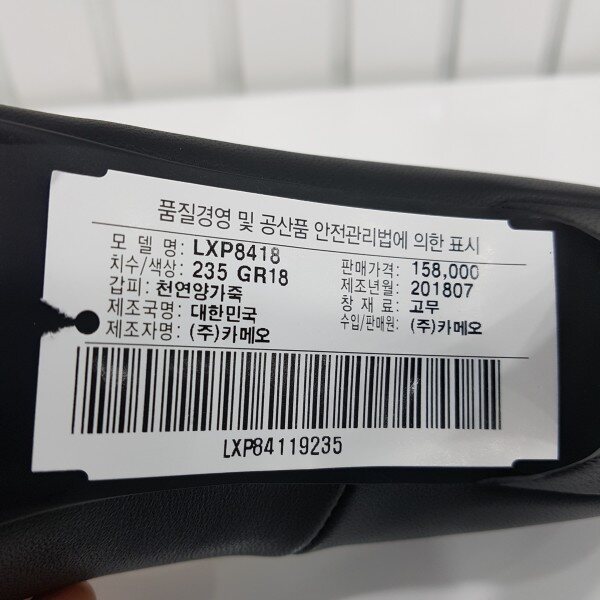 품질경영 및 공산품 안전관리법에 의한 표시
모 델 명: LXP8418
치수/색상: 235 GR18 판매가격: 158,000
갑피: 천연양가죽 제조년월: 201807
제조국명: 대한민국 창 재료: 고무
제조자명: (주)카메오 수입/판매원: (주)카메오
LXP84119235